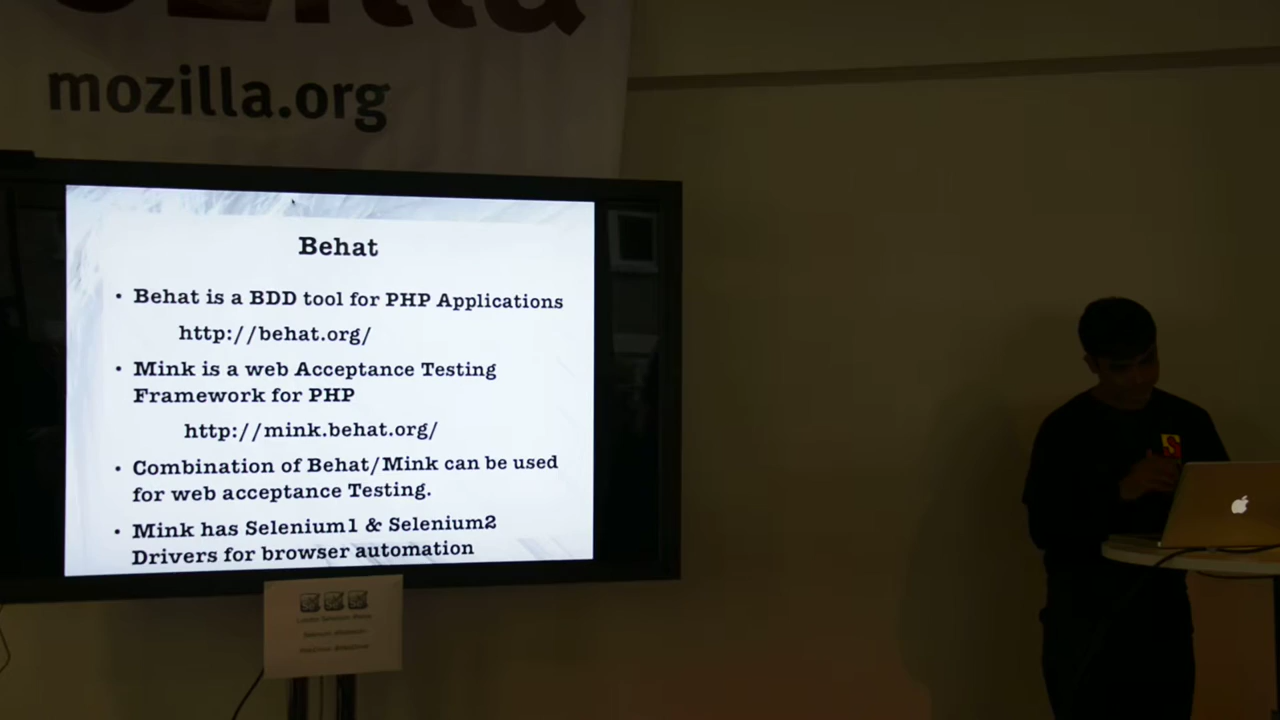 mozilla.org
Behat
• Behat is a BDD tool for PHP Applications
http://behat.org/
• Mink is a web Acceptance Testing
Framework for PHP
http://mink.behat.org/
• Combination of Behat/Mink can be used
for web acceptance Testing.
• Mink has Selenium1 & Selenium2
Drivers for browser automation